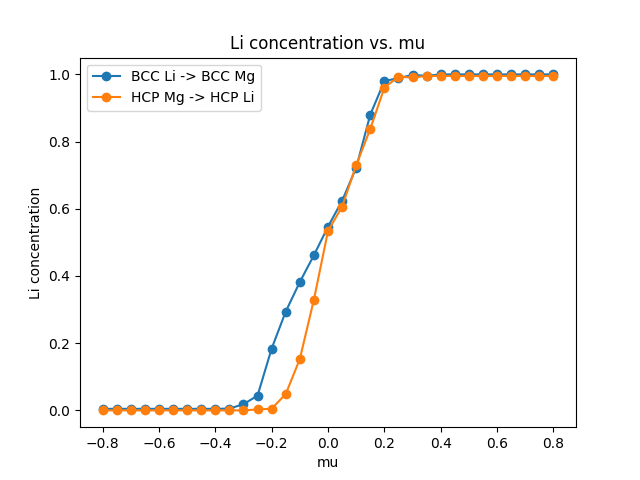 Li concentration vs. mu
BCC Li -> BCC Mg
HCP Mg -> HCP Li
Li concentration
1.0
0.8
0.6
0.4
0.2
0.0
−0.8 −0.6 −0.4 −0.2 0.0 0.2 0.4 0.6 0.8
mu